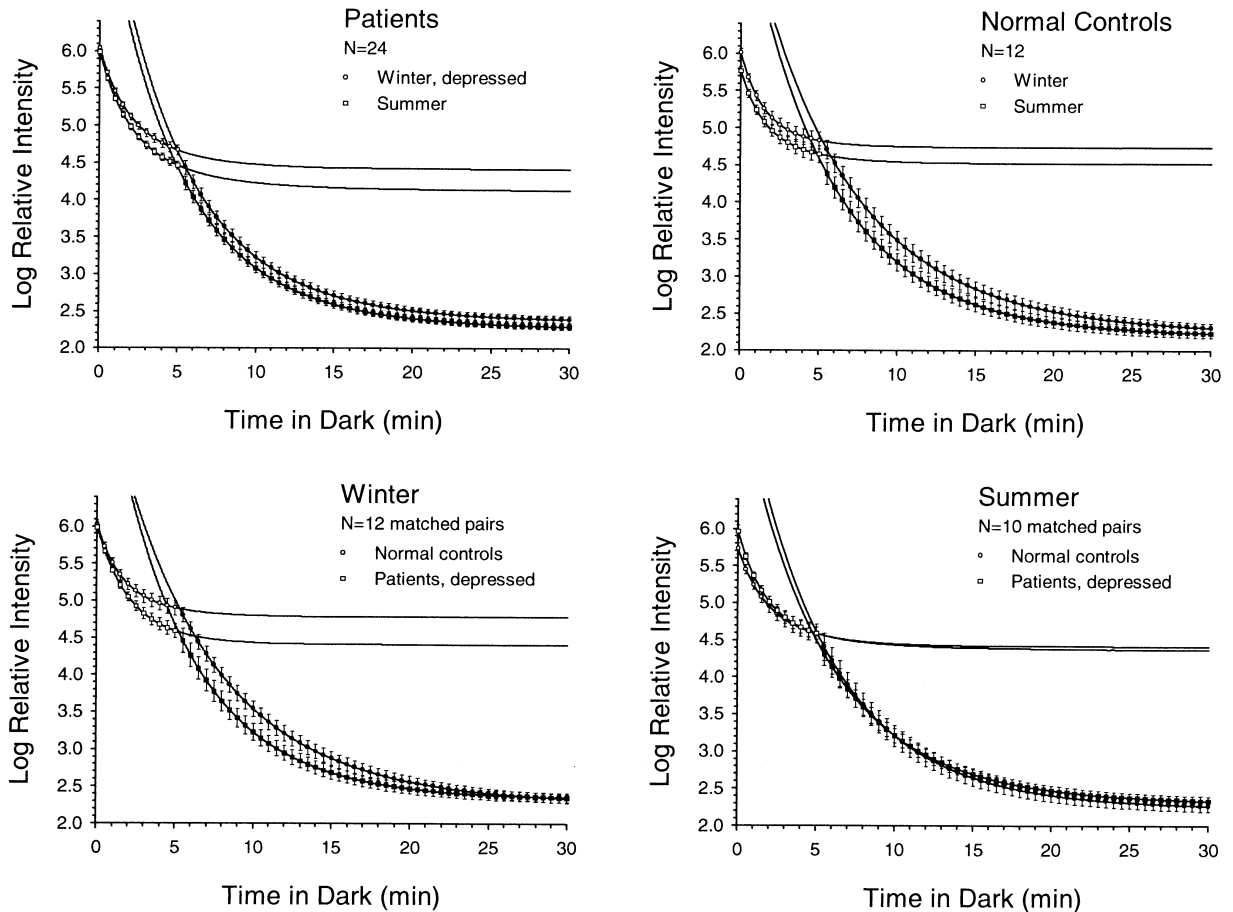 Patients
N=24
Winter, depressed
Summer
Log Relative Intensity
6.0
5.5
5.0
4.5
4.0
3.5
3.0
2.5
2.0
0 5 10 15 20 25 30
Time in Dark (min)
Normal Controls
N=12
Winter
Summer
Log Relative Intensity
6.0
5.5
5.0
4.5
4.0
3.5
3.0
2.5
2.0
0 5 10 15 20 25 30
Time in Dark (min)
Winter
N=12 matched pairs
Normal controls
Patients, depressed
Log Relative Intensity
6.0
5.5
5.0
4.5
4.0
3.5
3.0
2.5
2.0
0 5 10 15 20 25 30
Time in Dark (min)
Summer
N=10 matched pairs
Normal controls
Patients, depressed
Log Relative Intensity
6.0
5.5
5.0
4.5
4.0
3.5
3.0
2.5
2.0
0 5 10 15 20 25 30
Time in Dark (min)